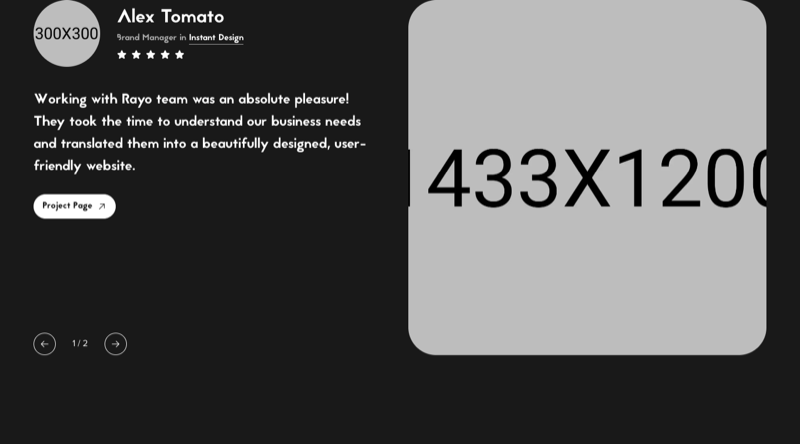 300X300
Alex Tomato
Brand Manager in Instant Design
Working with Rayo team was an absolute pleasure!
They took the time to understand our business needs
and translated them into a beautifully designed, user-
friendly website.
Project Page
1 / 2
1433X1200